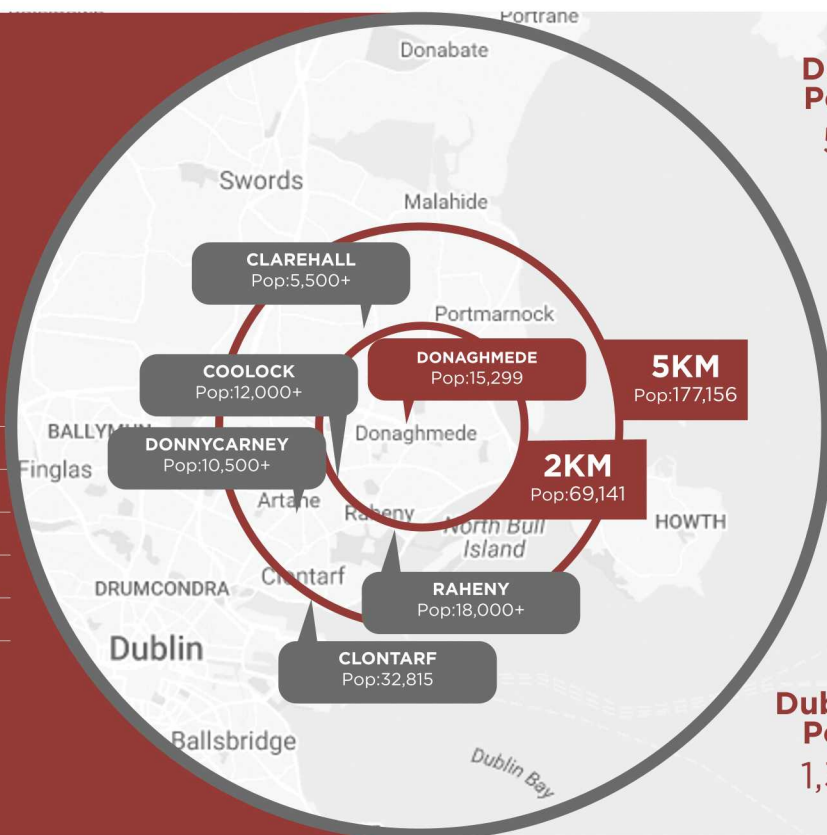 Portrane
Donabate
Swords
Malahide
CLAREHALL
Pop:5,500+
Portmarnock
DONAGHMEDE
Pop:15,299
COOLOCK
Pop:12,000+
5KM
Pop:177,156
Donaghmede
DONNYCARNEY
Pop:10,500+
Finglas
2KM
Pop:69,141
Artane
Raheny
North Bull
Island
HOWTH
Clontarf
DRUMCONDRA
RAHENY
Pop:18,000+
Dublin
CLONTARF
Pop:32,815
Ballsbridge
Dublin Bay